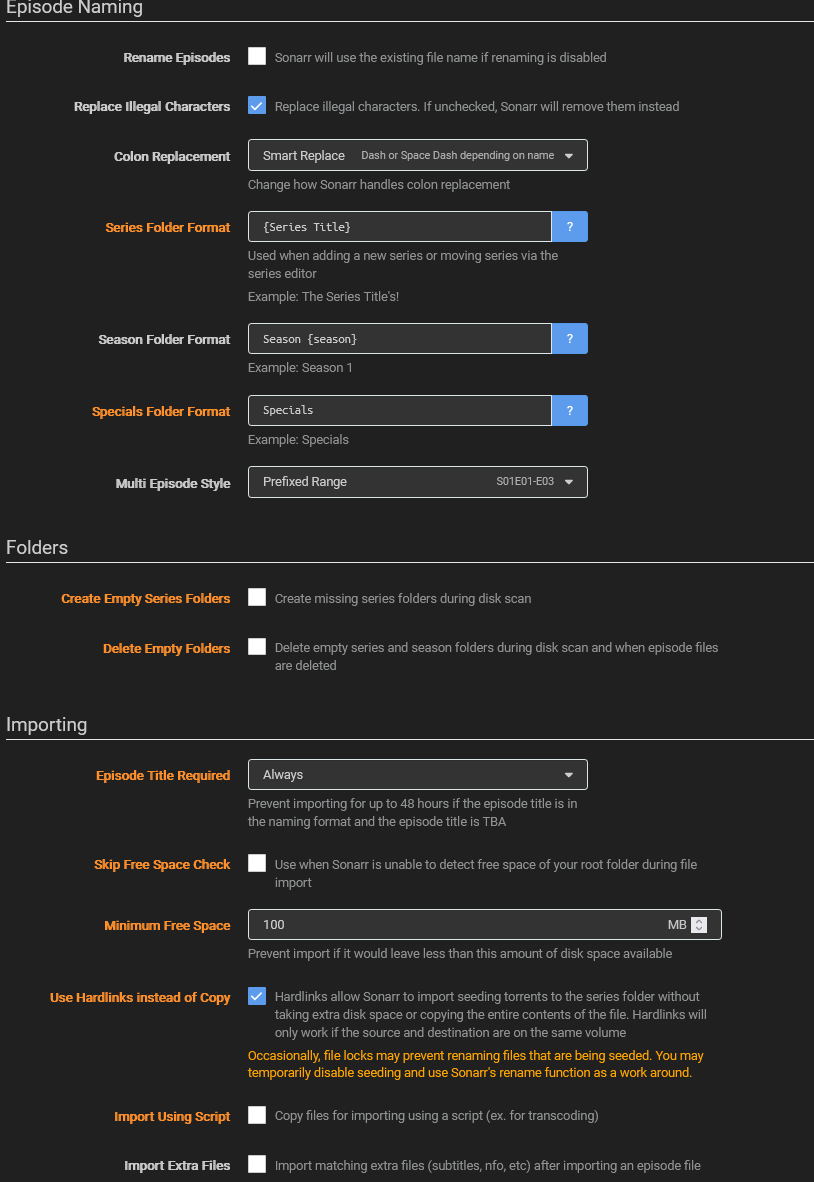 Episode Naming
Rename Episodes
Sonarr will use the existing file name if renaming is disabled
Replace Illegal Characters
Replace illegal characters. If unchecked, Sonarr will remove them instead
Colon Replacement
Smart Replace Dash or Space Dash depending on name
Change how Sonarr handles colon replacement
Series Folder Format
{Series Title}
?
Used when adding a new series or moving series via the
series editor
Example: The Series Title's!
Season Folder Format
Season {season}
?
Example: Season 1
Specials Folder Format
Specials
?
Example: Specials
Multi Episode Style
Prefixed Range S01E01-E03
Folders
Create Empty Series Folders
Create missing series folders during disk scan
Delete Empty Folders
Delete empty series and season folders during disk scan and when episode files
are deleted
Importing
Episode Title Required
Always
Prevent importing for up to 48 hours if the episode title is in
the naming format and the episode title is TBA
Skip Free Space Check
Use when Sonarr is unable to detect free space of your root folder during file
import
Minimum Free Space
100 MB
Prevent import if it would leave less than this amount of disk space available
Use Hardlinks instead of Copy
Hardlinks allow Sonarr to import seeding torrents to the series folder without
taking extra disk space or copying the entire contents of the file. Hardlinks will
only work if the source and destination are on the same volume
Occasionally, file locks may prevent renaming files that are being seeded. You may
temporarily disable seeding and use Sonarr's rename function as a work around.
Import Using Script
Copy files for importing using a script (ex. for transcoding)
Import Extra Files
Import matching extra files (subtitles, nfo, etc) after importing an episode file